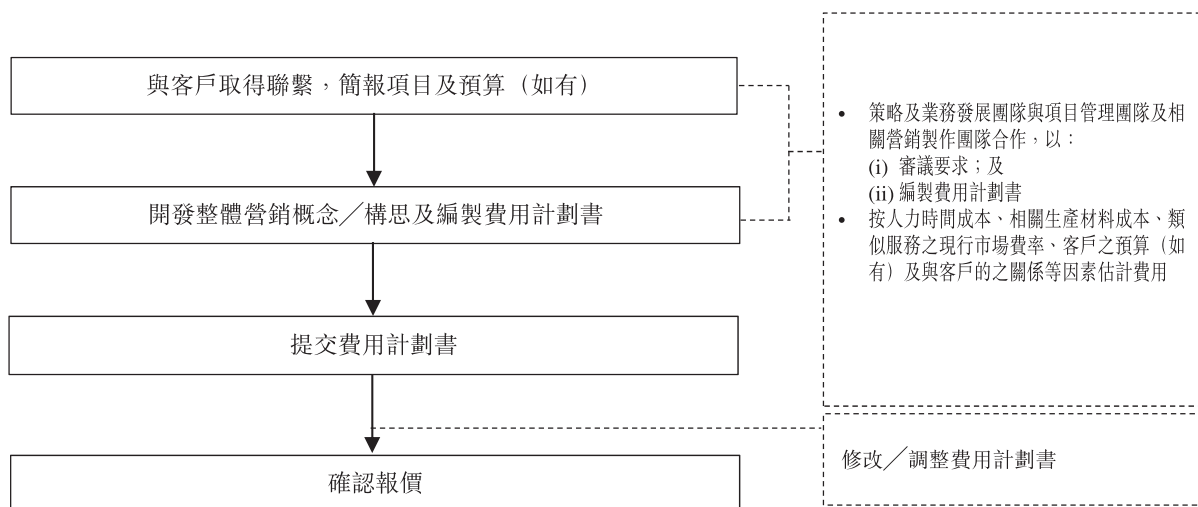 與客戶取得聯繫，簡報項目及預算（如有）
開發整體營銷概念／構思及編製費用計劃書
提交費用計劃書
確認報價
• 策略及業務發展團隊與項目管理團隊及相
關營銷製作團隊合作，以：
(i) 審議要求；及
(ii) 編製費用計劃書
• 按人力時間成本、相關生產材料成本、類
似服務之現行市場費率、客戶之預算（如
有）及與客戶的之關係等因素估計費用
修改／調整費用計劃書